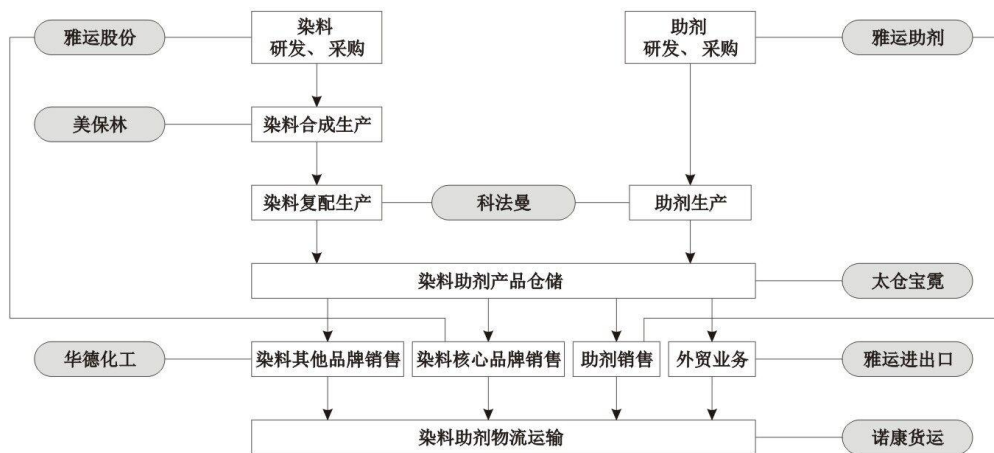 雅运股份
染料
研发、采购
助剂
研发、采购
雅运助剂
美保林
染料合成生产
染料复配生产
科法曼
助剂生产
染料助剂产品仓储
太仓宝霓
华德化工
染料其他品牌销售
染料核心品牌销售
助剂销售
外贸业务
雅运进出口
染料助剂物流运输
诺康货运